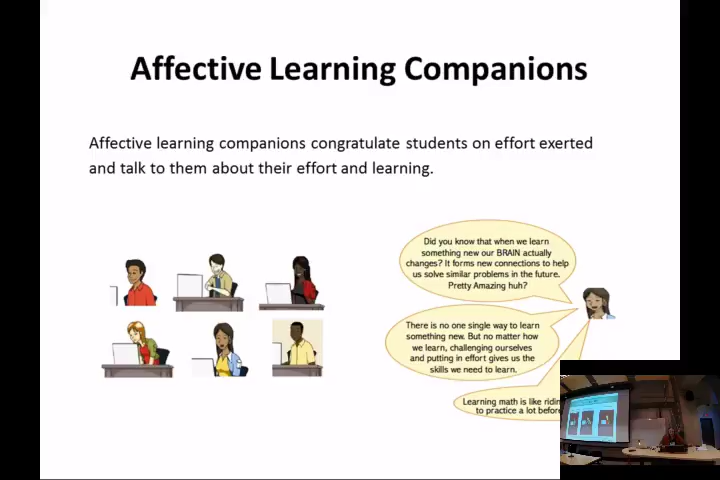 Affective Learning Companions
Affective learning companions congratulate students on effort exerted
and talk to them about their effort and learning.
Did you know that when we learn
something new our BRAIN actually
changes? It forms new connections to help
us solve similar problems in the future.
Pretty Amazing huh?
There is no one single way to learn
something new. But no matter how
we learn, challenging ourselves
and putting in effort gives us the
skills we need to learn.
Learning math is like ridin
to practice a lot before